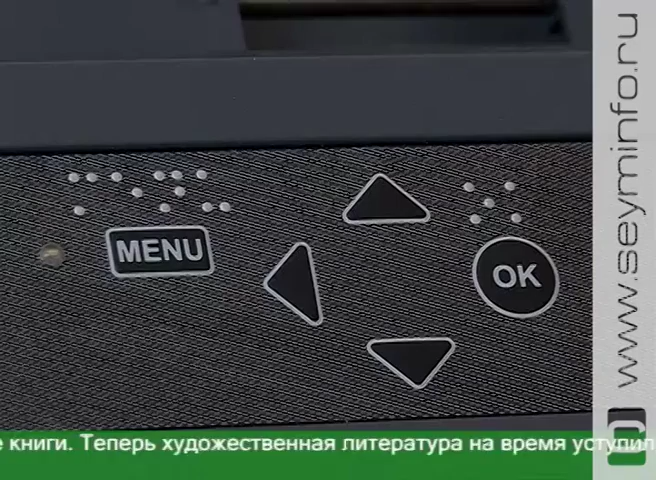 MENU
OK
книги. Теперь художественная литература на время уступил
www.seyminfo.ru